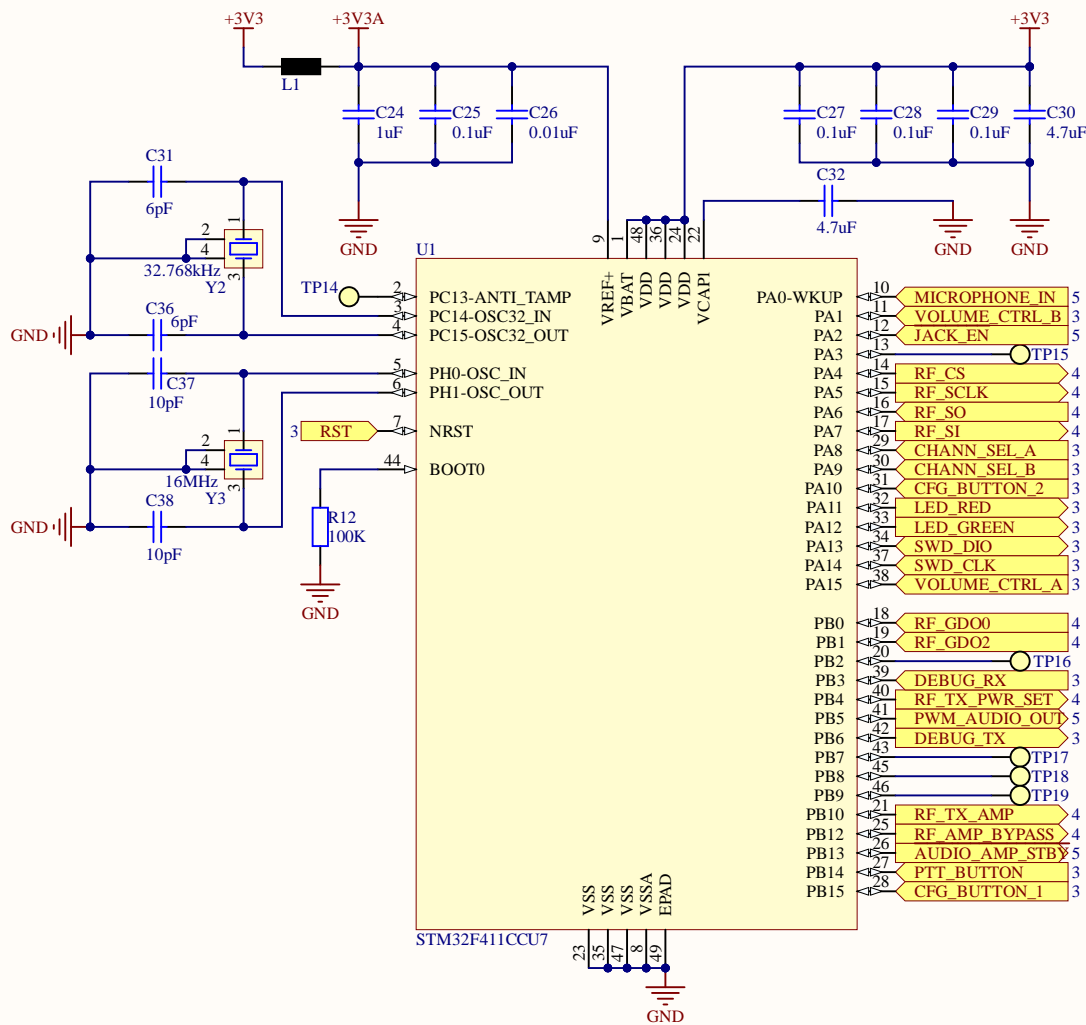 +3V3
+3V3A
+3V3
L1
C24
1uF
C25
0.1uF
C26
0.01uF
C27
0.1uF
C28
0.1uF
C29
0.1uF
C30
4.7uF
GND
C32
4.7uF
GND
GND
C31
6pF
1
2
4
3
32.768kHz
Y2
C36
6pF
GND
C37
10pF
1
2
4
3
16MHz
Y3
C38
10pF
GND
TP14
3 RST
R12
100K
GND
U1
9 VREF+
1 VBAT
48 VDD
36 VDD
24 VDD
22 VCAP1
2 PC13-ANTI_TAMP
3 PC14-OSC32_IN
4 PC15-OSC32_OUT
5 PH0-OSC_IN
6 PH1-OSC_OUT
7 NRST
44 BOOT0
PA0-WKUP 10 MICROPHONE_IN 5
PA1 11 VOLUME_CTRL_B 3
PA2 12 JACK_EN 5
PA3 13 TP15
PA4 14 RF_CS 4
PA5 15 RF_SCLK 4
PA6 16 RF_SO 4
PA7 17 RF_SI 4
PA8 29 CHANN_SEL_A 3
PA9 30 CHANN_SEL_B 3
PA10 31 CFG_BUTTON_2 3
PA11 32 LED_RED 3
PA12 33 LED_GREEN 3
PA13 34 SWD_DIO 3
PA14 37 SWD_CLK 3
PA15 38 VOLUME_CTRL_A 3
PB0 18 RF_GDO0 4
PB1 19 RF_GDO2 4
PB2 20 TP16
PB3 39 DEBUG_RX 3
PB4 40 RF_TX_PWR_SET 4
PB5 41 PWM_AUDIO_OUT 5
PB6 42 DEBUG_TX 3
PB7 43 TP17
PB8 45 TP18
PB9 46 TP19
PB10 21 RF_TX_AMP 4
PB12 25 RF_AMP_BYPASS 4
PB13 26 AUDIO_AMP_STBY 5
PB14 27 PTT_BUTTON 3
PB15 28 CFG_BUTTON_1 3
VSS 23
VSS 35
VSS 47
VSSA 8
EPAD 49
STM32F411CCU7
GND